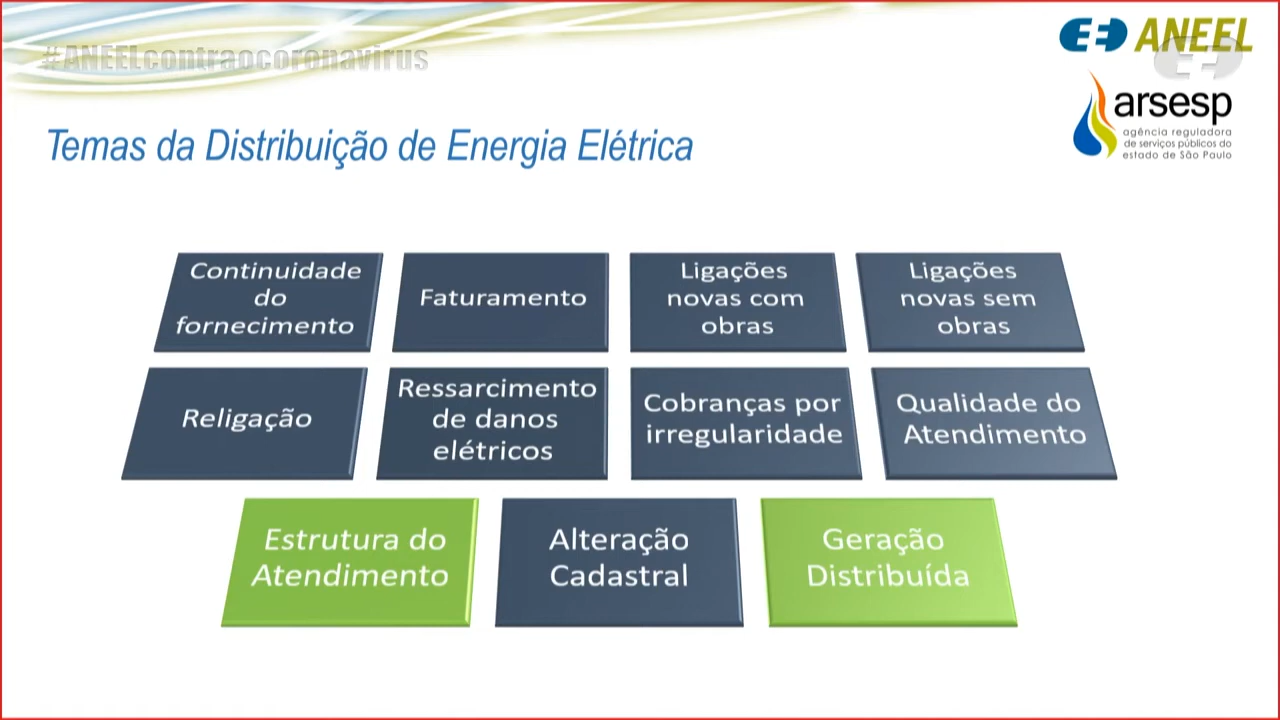 #ANEELcontraocoronavirus
ANEEL
arsesp
agência reguladora
de serviços públicos do
estado de São Paulo
Temas da Distribuição de Energia Elétrica
Continuidade
do
fornecimento
Faturamento
Ligações
novas com
obras
Ligações
novas sem
obras
Religação
Ressarcimento
de danos
elétricos
Cobranças por
irregularidade
Qualidade do
Atendimento
Estrutura do
Atendimento
Alteração
Cadastral
Geração
Distribuída